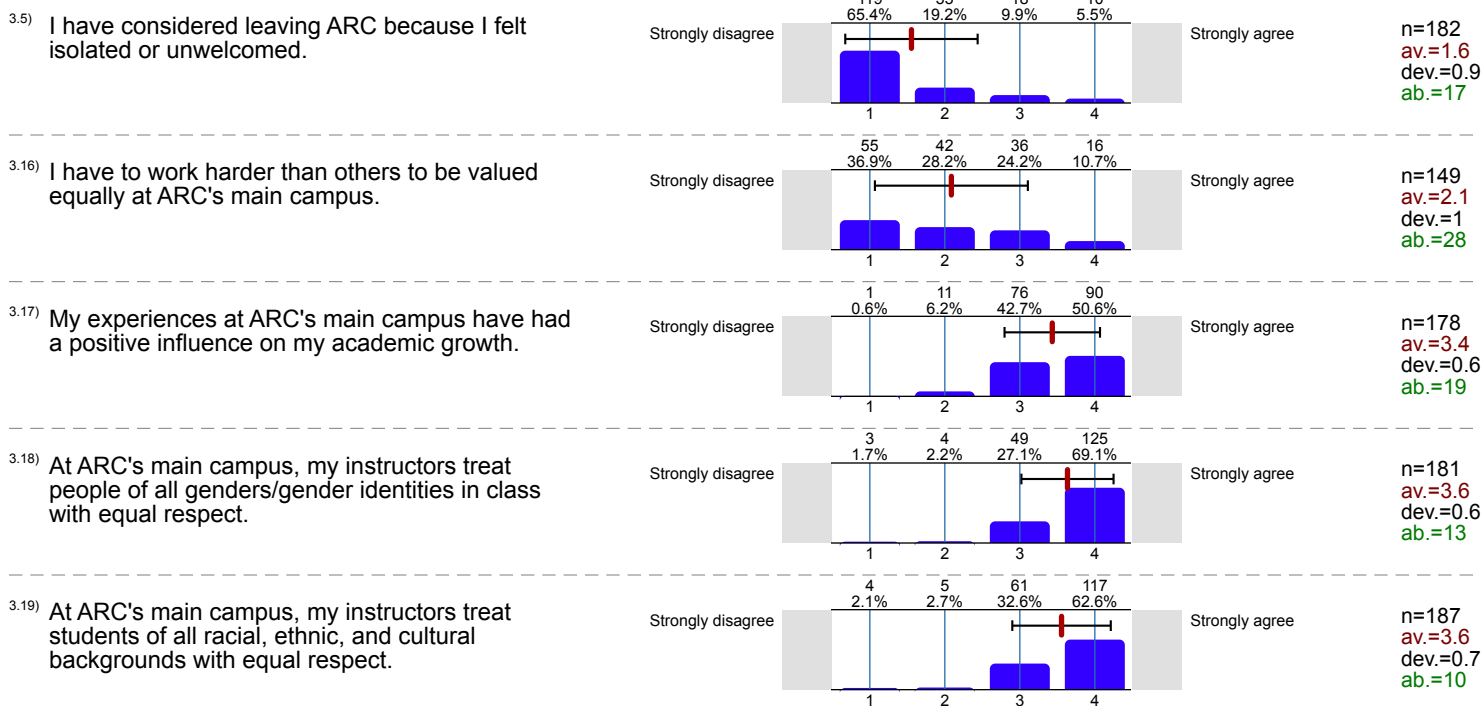 65.4% 19.2% 9.9% 5.5%
3.5) I have considered leaving ARC because I felt
isolated or unwelcomed.
Strongly disagree
Strongly agree
n=182
av.=1.6
dev.=0.9
ab.=17
1 2 3 4
55 42 36 16
36.9% 28.2% 24.2% 10.7%
3.16) I have to work harder than others to be valued
equally at ARC's main campus.
Strongly disagree
Strongly agree
n=149
av.=2.1
dev.=1
ab.=28
1 2 3 4
1 11 76 90
0.6% 6.2% 42.7% 50.6%
3.17) My experiences at ARC's main campus have had
a positive influence on my academic growth.
Strongly disagree
Strongly agree
n=178
av.=3.4
dev.=0.6
ab.=19
1 2 3 4
3 4 49 125
1.7% 2.2% 27.1% 69.1%
3.18) At ARC's main campus, my instructors treat
people of all genders/gender identities in class
with equal respect.
Strongly disagree
Strongly agree
n=181
av.=3.6
dev.=0.6
ab.=13
1 2 3 4
4 5 61 117
2.1% 2.7% 32.6% 62.6%
3.19) At ARC's main campus, my instructors treat
students of all racial, ethnic, and cultural
backgrounds with equal respect.
Strongly disagree
Strongly agree
n=187
av.=3.6
dev.=0.7
ab.=10
1 2 3 4